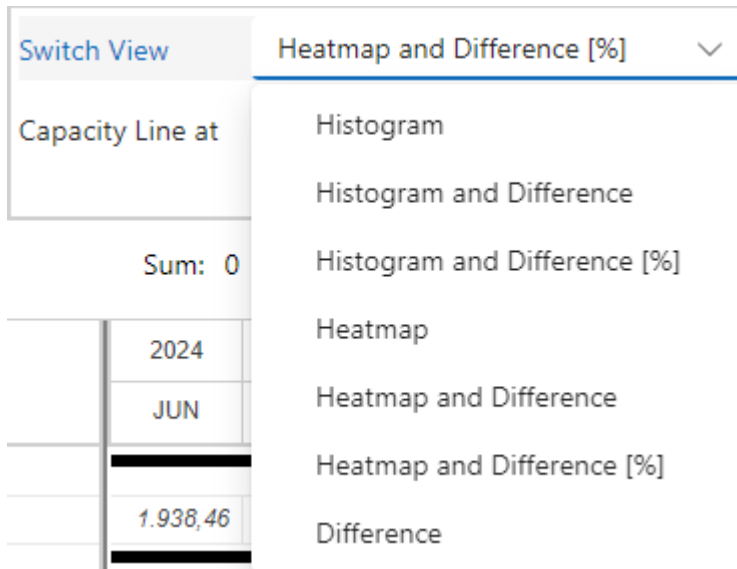 Switch View
Heatmap and Difference [%]
Capacity Line at
Histogram
Histogram and Difference
Histogram and Difference [%]
Heatmap
Heatmap and Difference
Heatmap and Difference [%]
Difference
Sum: 0
2024
JUN
1.938,46